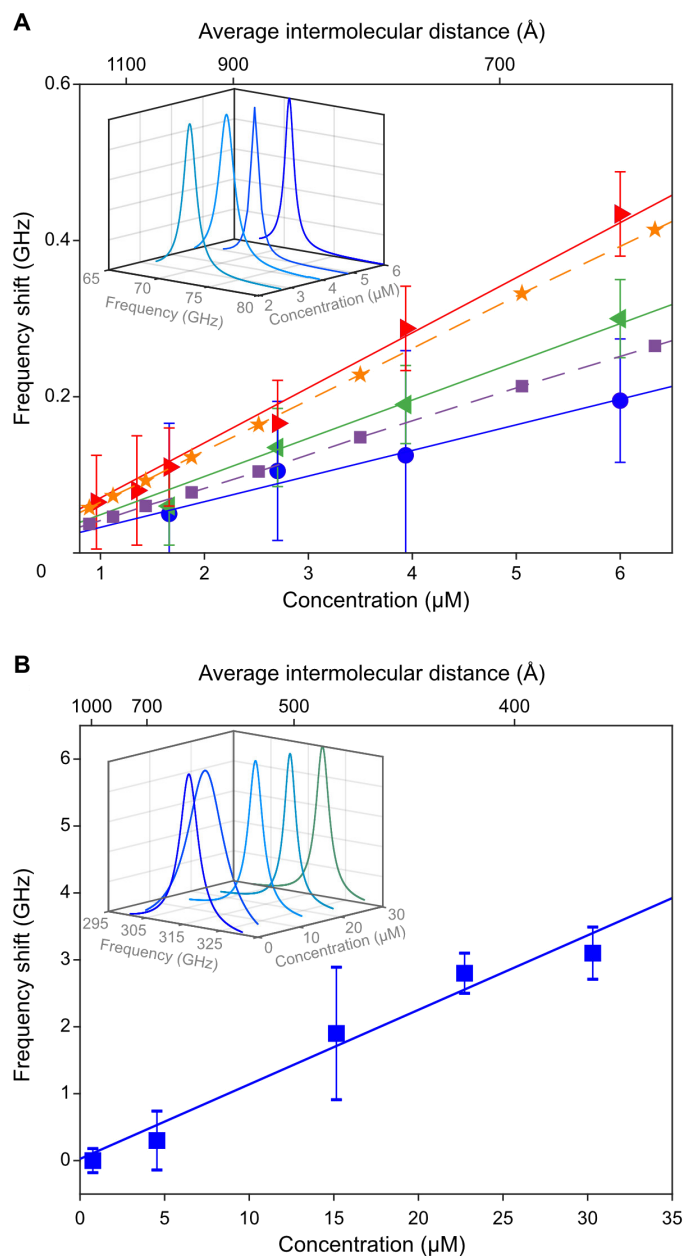 A
Average intermolecular distance (Å)
1100 900 700
0.6
0.4
0.2
0
Frequency shift (GHz)
65
70
75
80
Frequency (GHz)
2
3
4
5
6
Concentration (µM)
1 2 3 4 5 6
Concentration (µM)
B
Average intermolecular distance (Å)
1000 700 500 400
6
5
4
3
2
1
0
Frequency shift (GHz)
295
305
315
325
Frequency (GHz)
0
10
20
30
Concentration (µM)
0 5 10 15 20 25 30 35
Concentration (µM)